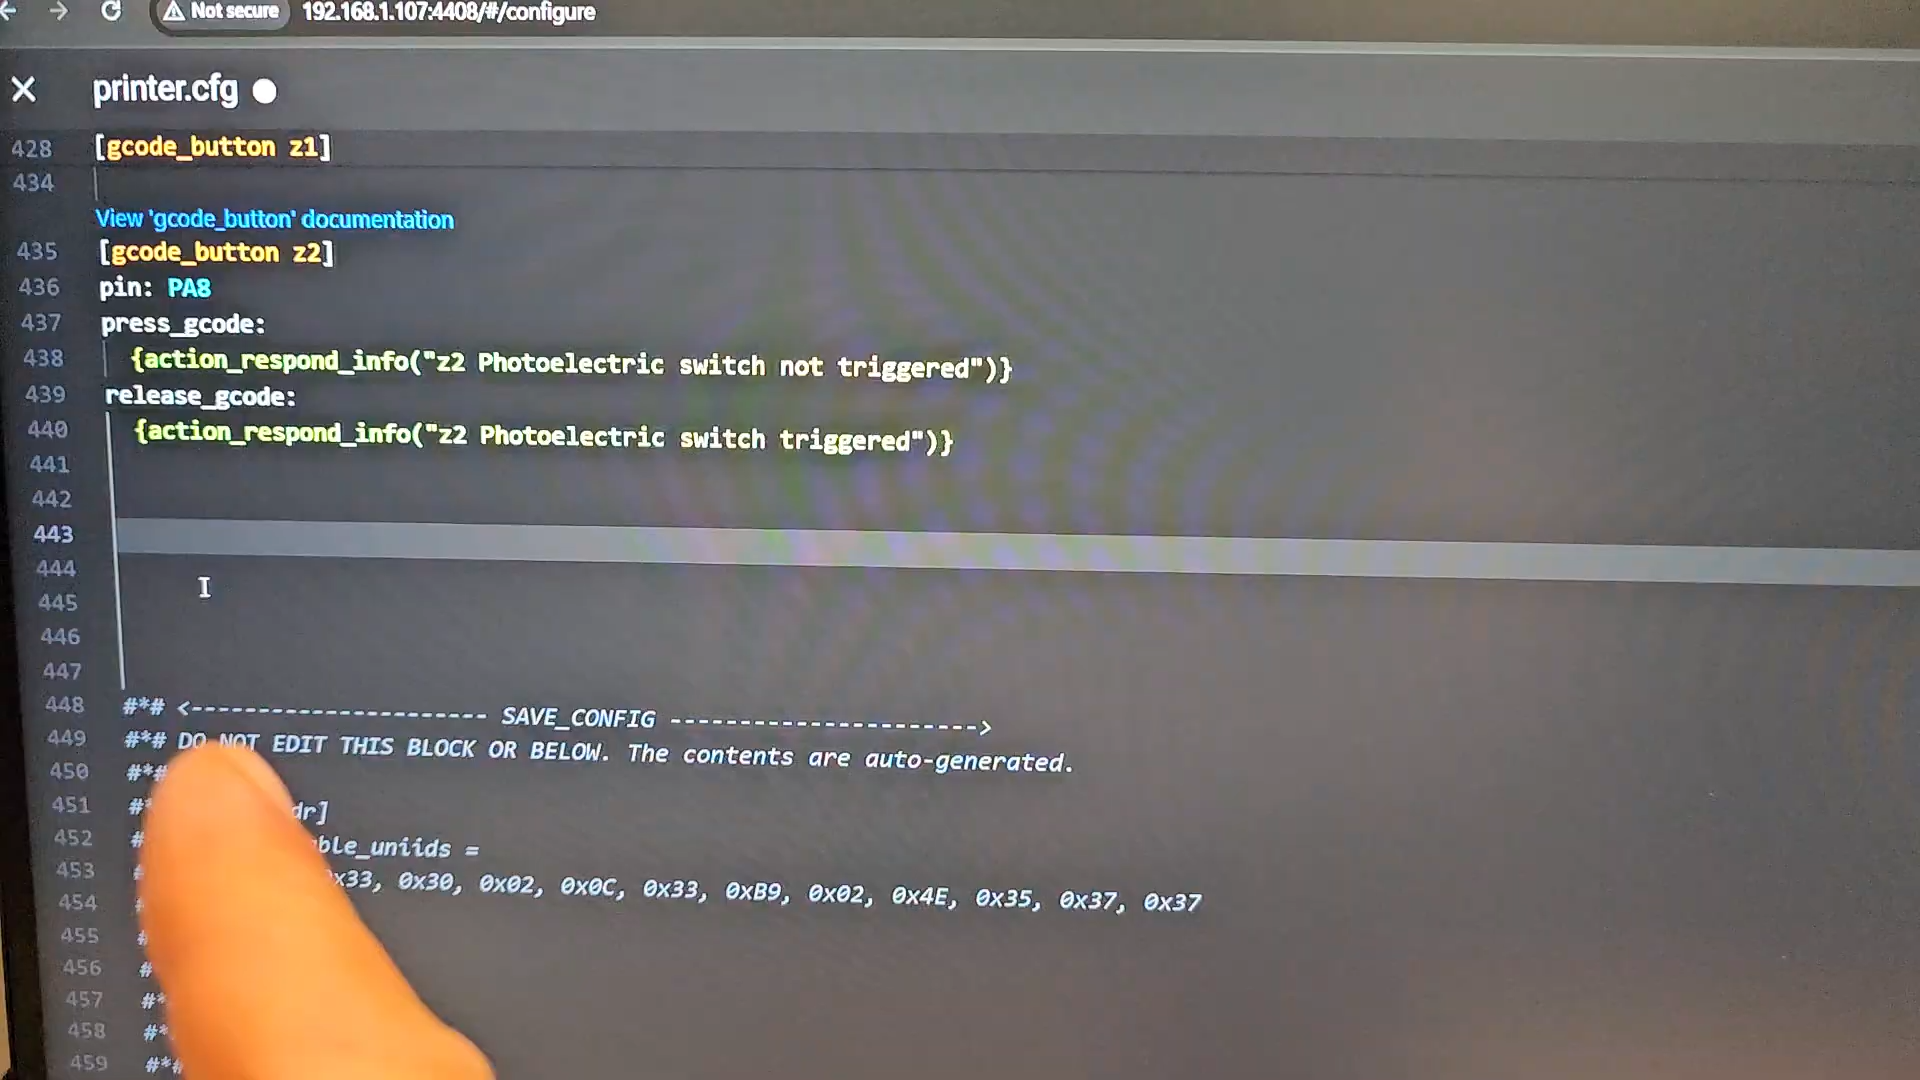 Not secure 192.168.1.107:4408/#/configure
printer.cfg
428 [gcode_button z1]
434
View 'gcode_button' documentation
435 [gcode_button z2]
436 pin: PA8
437 press_gcode:
438 {action_respond_info("z2 Photoelectric switch not triggered")}
439 release_gcode:
440 {action_respond_info("z2 Photoelectric switch triggered")}
441
442
443
444
445
446
447
448 #*# <---------------------- SAVE_CONFIG ---------------------->
449 #*# DO NOT EDIT THIS BLOCK OR BELOW. The contents are auto-generated.
450 #*#
451 #* dr]
452 # ble_uniids =
453 x33, 0x30, 0x02, 0x0C, 0x33, 0xB9, 0x02, 0x4E, 0x35, 0x37, 0x37
454
455 #
456 #
457 #*
458 #*
459 #*#